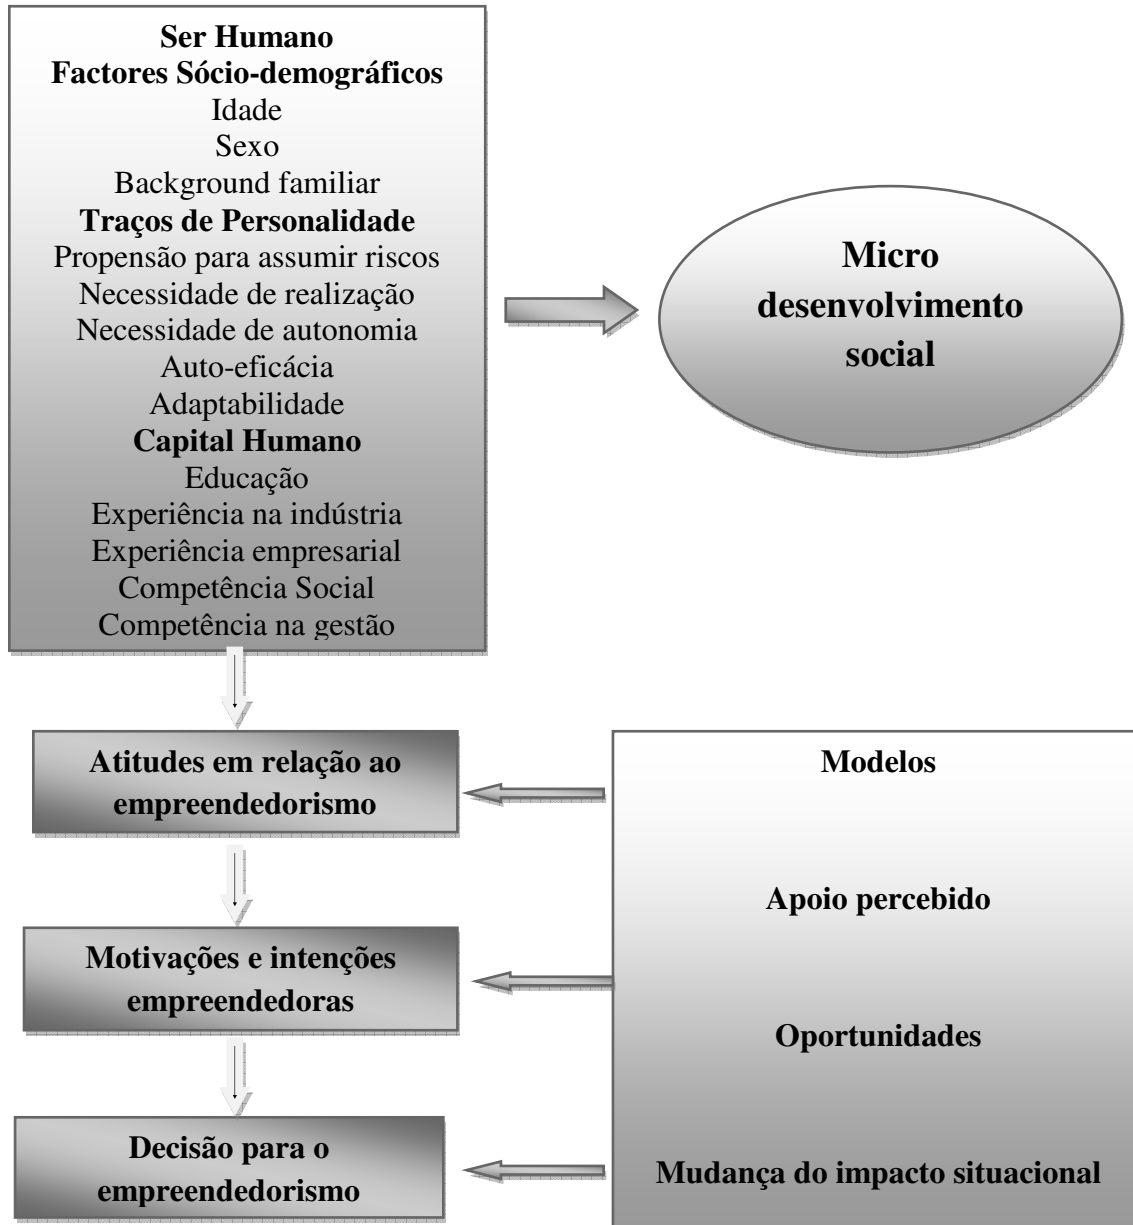 Ser Humano
Factores Sócio-demográficos
Idade
Sexo
Background familiar
Traços de Personalidade
Propensão para assumir riscos
Necessidade de realização
Necessidade de autonomia
Auto-eficácia
Adaptabilidade
Capital Humano
Educação
Experiência na indústria
Experiência empresarial
Competência Social
Competência na gestão
Micro
desenvolvimento
social
Atitudes em relação ao
empreendedorismo
Motivações e intenções
empreendedoras
Decisão para o
empreendedorismo
Modelos
Apoio percebido
Oportunidades
Mudança do impacto situacional